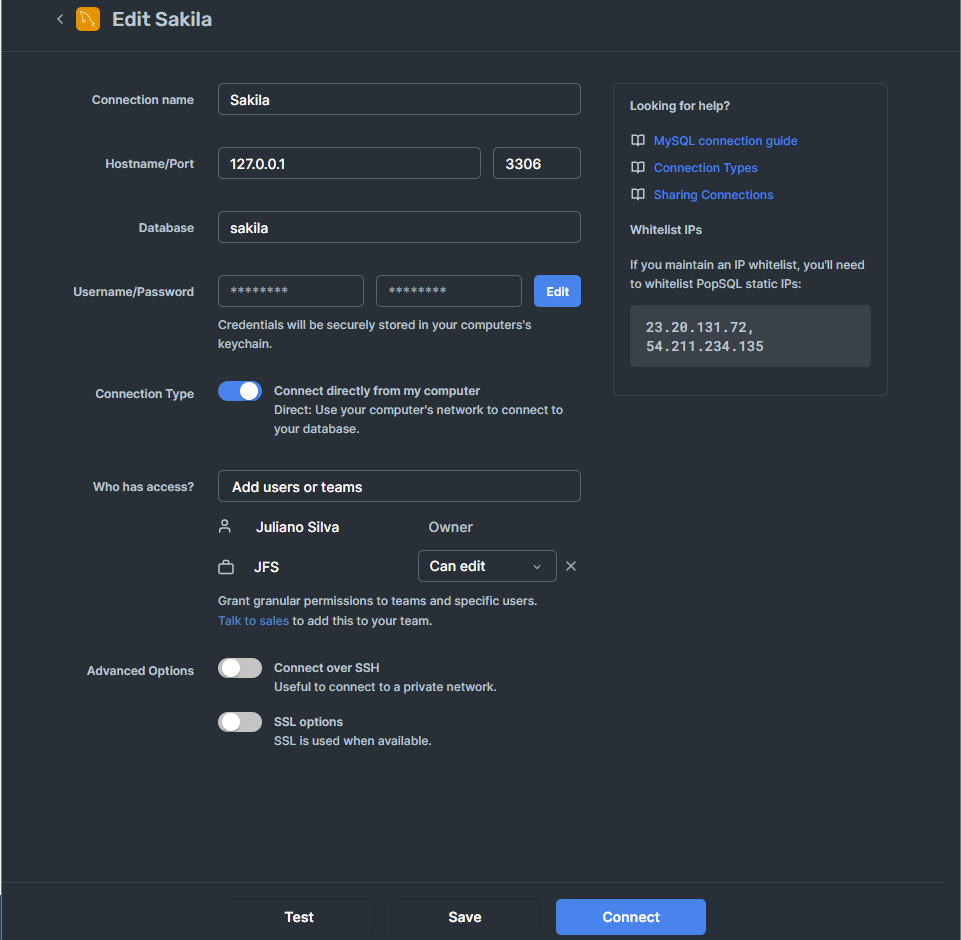 Edit Sakila
Connection name
Sakila
Hostname/Port
127.0.0.1
3306
Database
sakila
Username/Password
********
********
Edit
Credentials will be securely stored in your computers's
keychain.
Connection Type
Connect directly from my computer
Direct: Use your computer's network to connect to
your database.
Who has access?
Add users or teams
Juliano Silva
Owner
JFS
Can edit
Grant granular permissions to teams and specific users.
Talk to sales to add this to your team.
Advanced Options
Connect over SSH
Useful to connect to a private network.
SSL options
SSL is used when available.
Looking for help?
MySQL connection guide
Connection Types
Sharing Connections
Whitelist IPs
If you maintain an IP whitelist, you'll need
to whitelist PopSQL static IPs:
23.20.131.72,
54.211.234.135
Test
Save
Connect